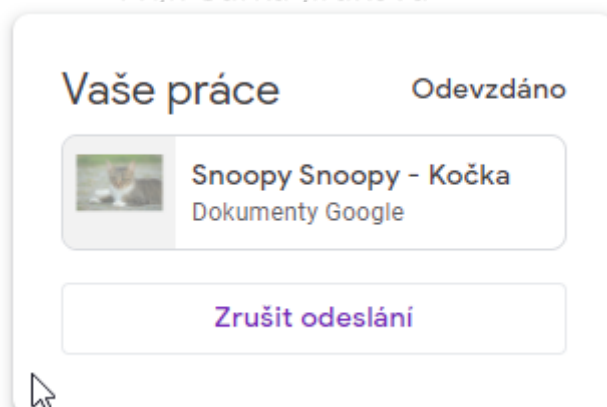 Vaše práce
Odevzdáno
Snoopy Snoopy - Kočka
Dokumenty Google
Zrušit odeslání